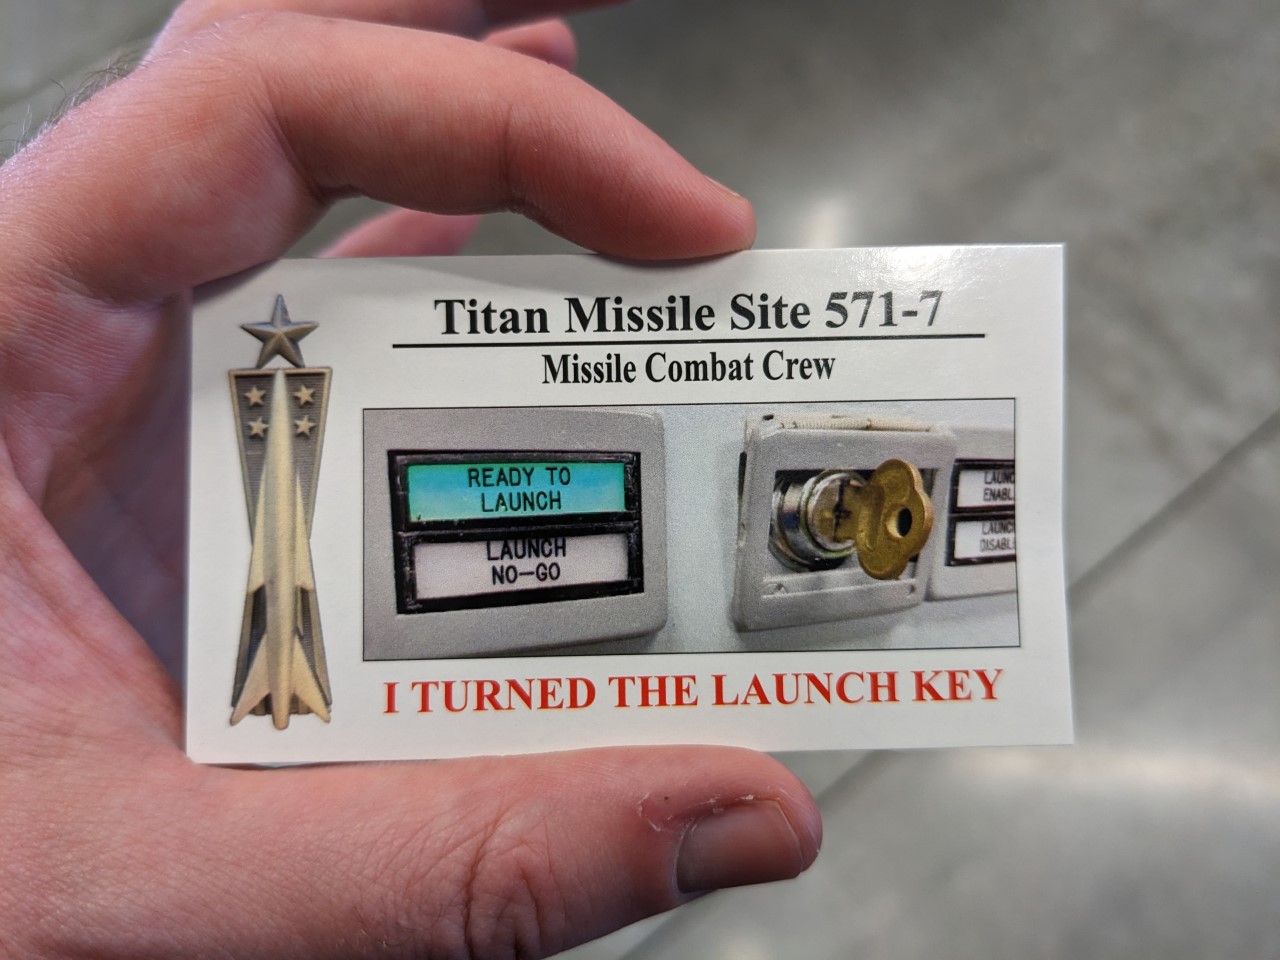 Titan Missile Site 571-7
Missile Combat Crew
READY TO
LAUNCH
LAUNCH
NO-GO
I TURNED THE LAUNCH KEY